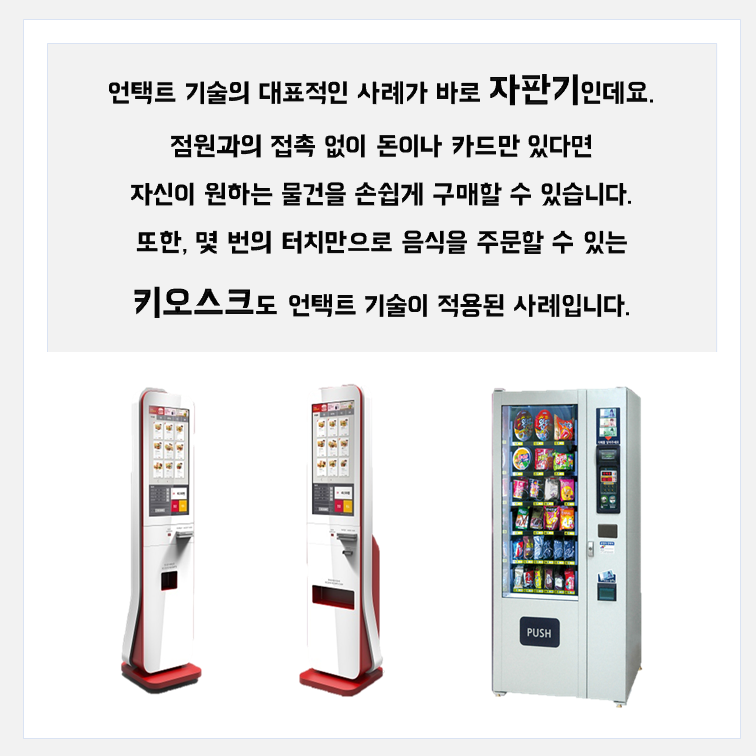 언택트 기술의 대표적인 사례가 바로 자판기인데요.
점원과의 접촉 없이 돈이나 카드만 있다면
자신이 원하는 물건을 손쉽게 구매할 수 있습니다.
또한, 몇 번의 터치만으로 음식을 주문할 수 있는
키오스크도 언택트 기술이 적용된 사례입니다.
PUSH